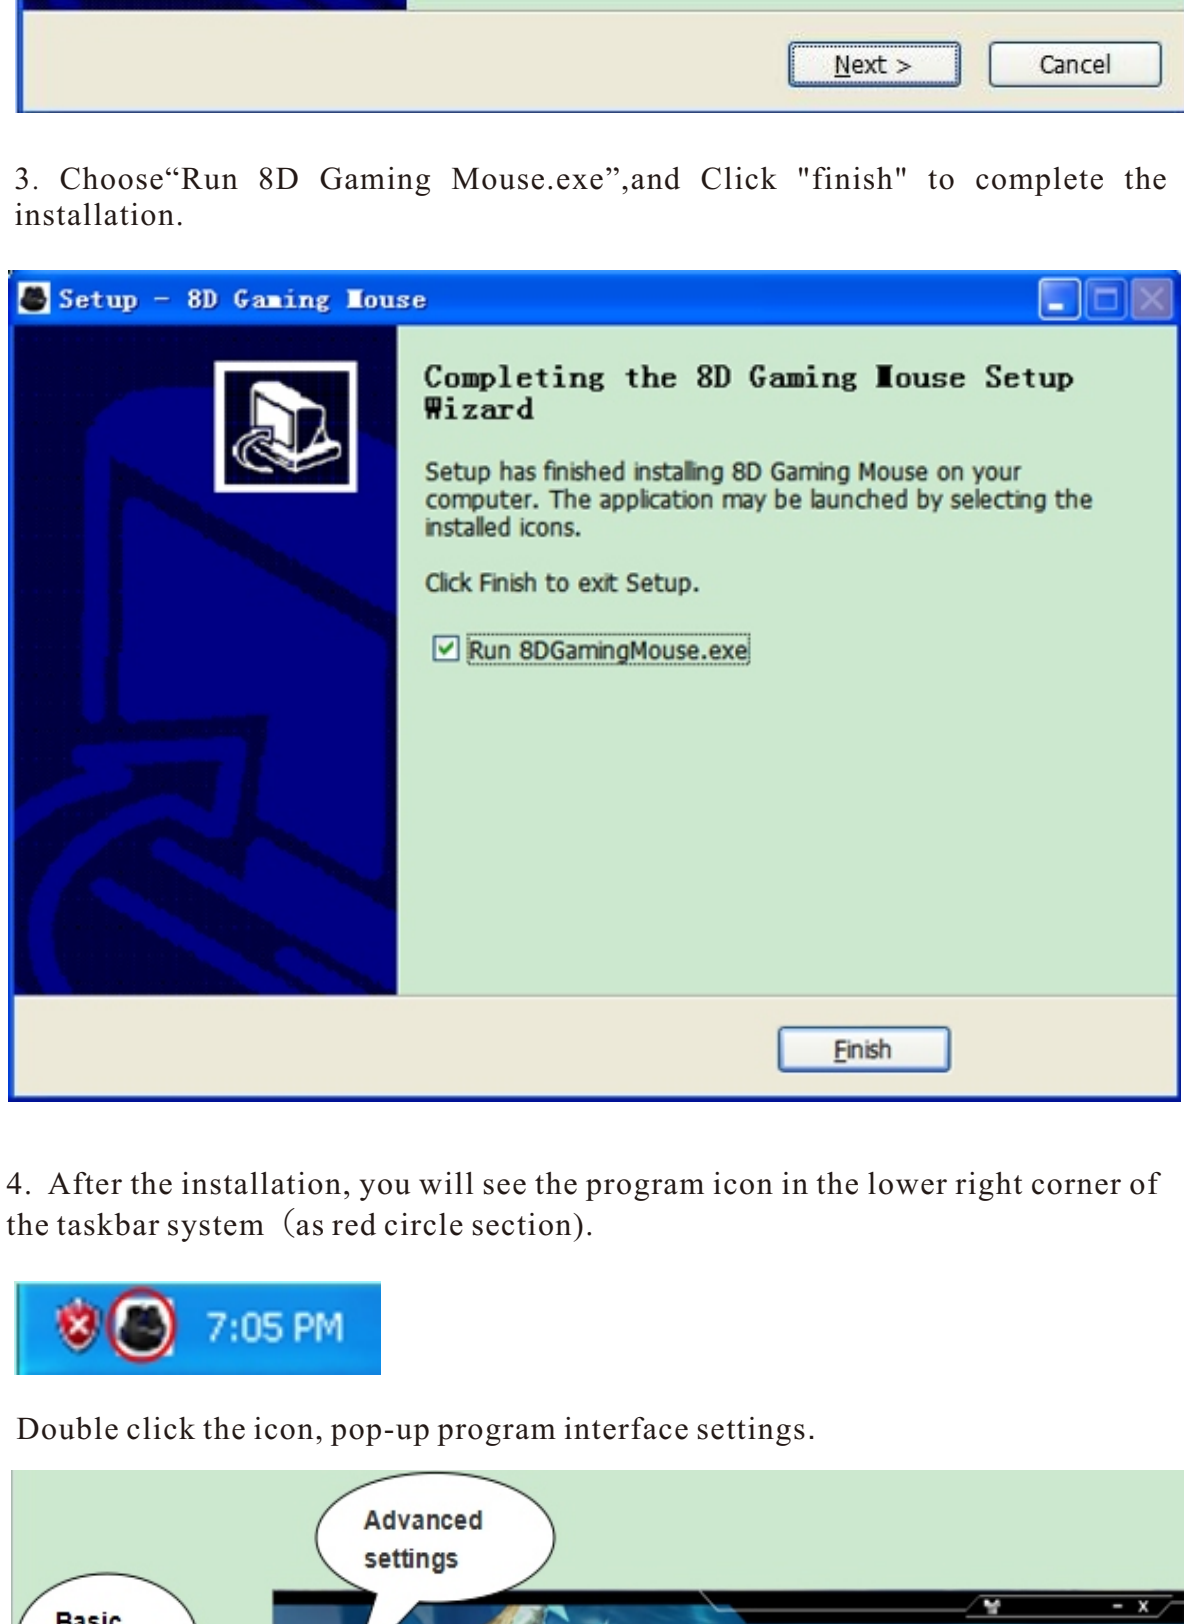 Next >
Cancel
3. Choose“Run 8D Gaming Mouse.exe”,and Click "finish" to complete the
installation.
Setup - 8D Gaming Mouse
Completing the 8D Gaming Mouse Setup
Wizard
Setup has finished installing 8D Gaming Mouse on your
computer. The application may be launched by selecting the
installed icons.
Click Finish to exit Setup.
Run 8DGamingMouse.exe
Finish
4. After the installation, you will see the program icon in the lower right corner of
the taskbar system（as red circle section).
7:05 PM
Double click the icon, pop-up program interface settings.
Advanced
settings
Basic